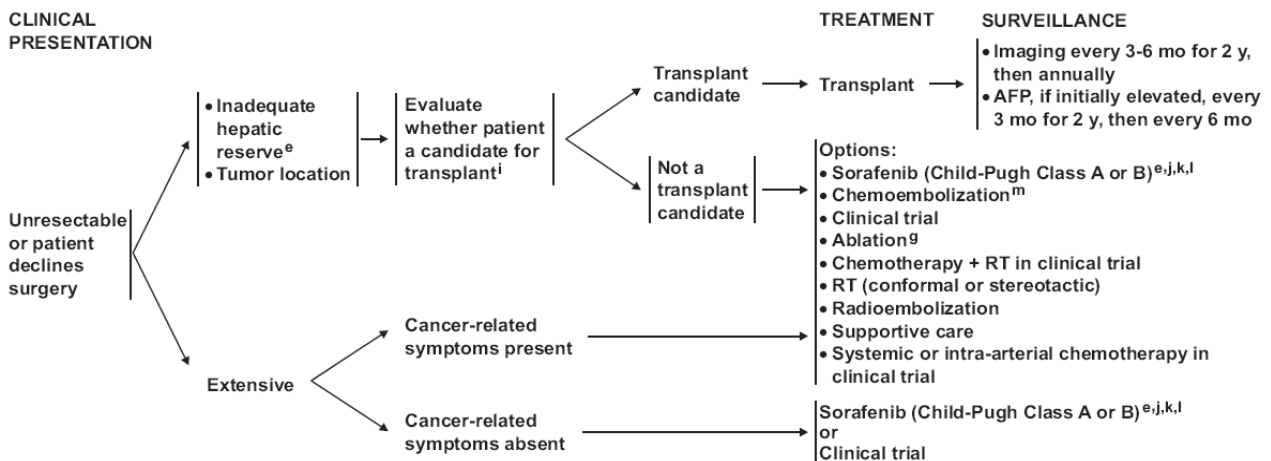 CLINICAL
PRESENTATION
TREATMENT
SURVEILLANCE
Unresectable
or patient
declines
surgery
• Inadequate
hepatic
reserveᵉ
• Tumor location
Evaluate
whether patient
a candidate for
transplantⁱ
Transplant
candidate
Transplant
• Imaging every 3-6 mo for 2 y,
then annually
• AFP, if initially elevated, every
3 mo for 2 y, then every 6 mo
Not a
transplant
candidate
Options:
• Sorafenib (Child-Pugh Class A or B)ᵉ,ʲ,ᵏ,ˡ
• Chemoembolizationᵐ
• Clinical trial
• Ablationᵍ
• Chemotherapy + RT in clinical trial
• RT (conformal or stereotactic)
• Radioembolization
• Supportive care
• Systemic or intra-arterial chemotherapy in
clinical trial
Extensive
Cancer-related
symptoms present
Cancer-related
symptoms absent
Sorafenib (Child-Pugh Class A or B)ᵉ,ʲ,ᵏ,ˡ
or
Clinical trial